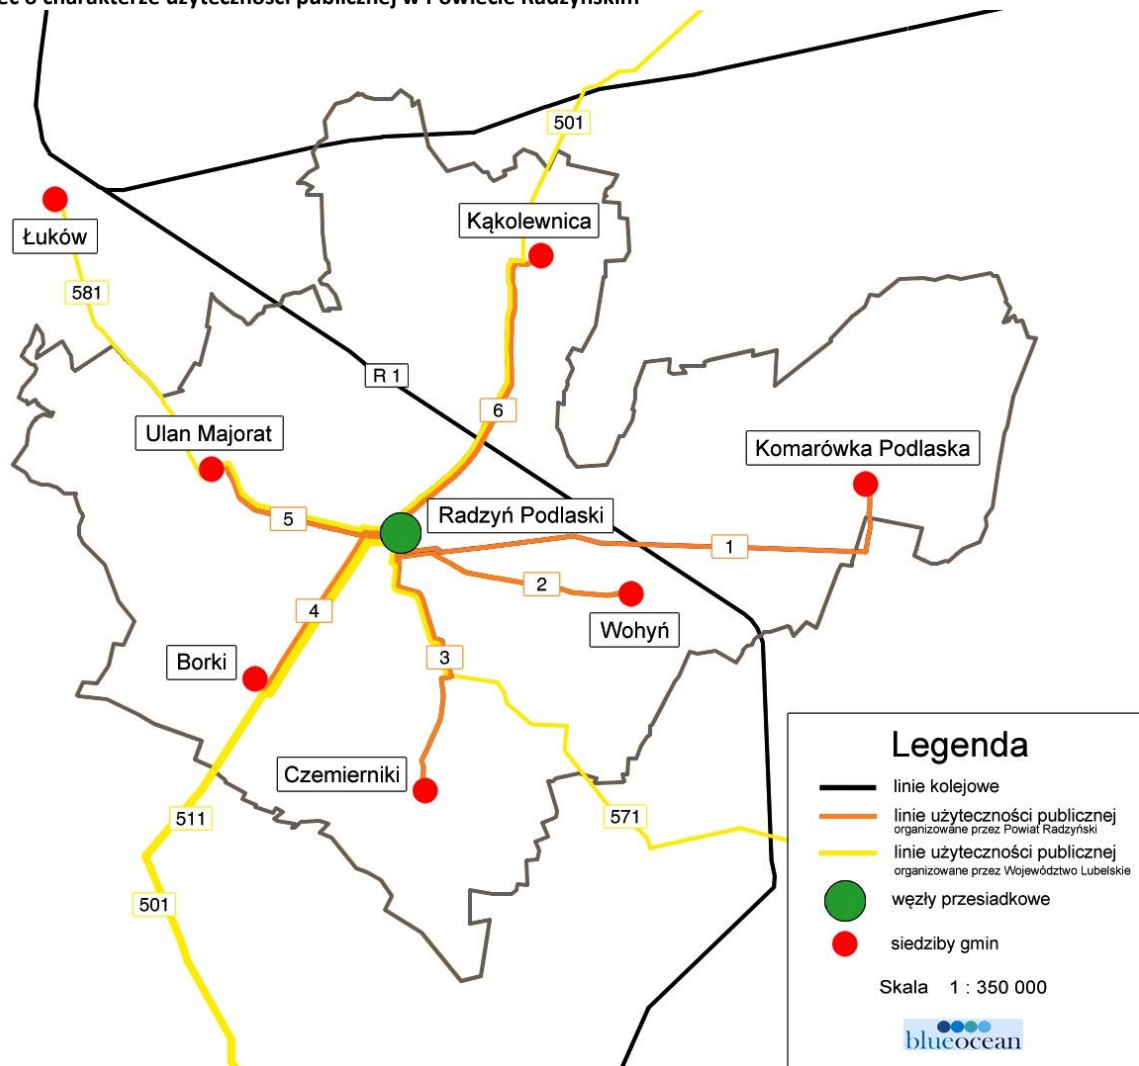 o charakterze użyteczności publicznej w Powiecie Radzyńskim
501
Kąkolewnica
Łuków
581
R 1
6
Ulan Majorat
Komarówka Podlaska
Radzyń Podlaski
5
1
2
4
Wohyń
3
Borki
Czemierniki
511
571
501
Legenda
linie kolejowe
linie użyteczności publicznej
organizowane przez Powiat Radzyński
linie użyteczności publicznej
organizowane przez Województwo Lubelskie
węzły przesiadkowe
siedziby gmin
Skala 1 : 350 000
blueocean